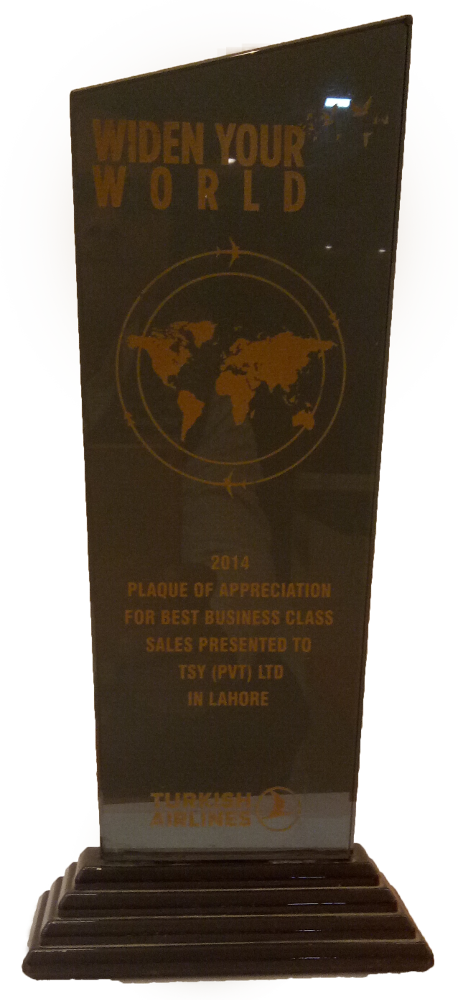 WIDEN YOUR
WORLD
2014
PLAQUE OF APPRECIATION
FOR BEST BUSINESS CLASS
SALES PRESENTED TO
TSY (PVT) LTD
IN LAHORE
TURKISH
AIRLINES